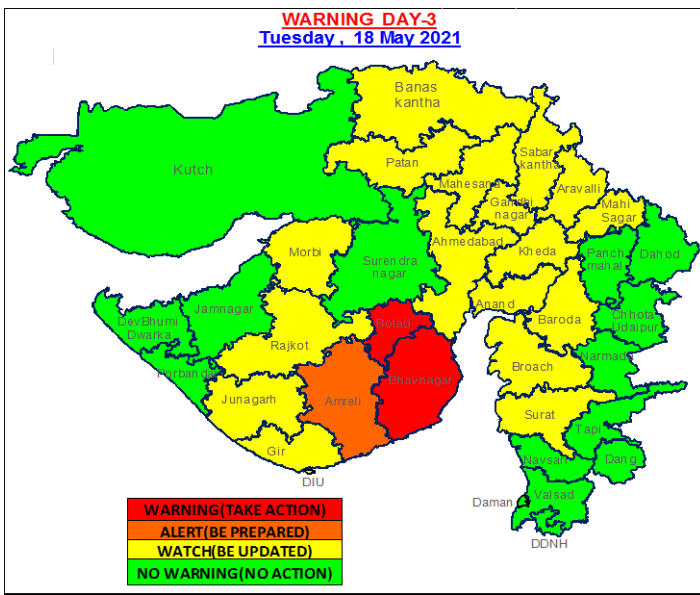 WARNING DAY-3
Tuesday , 18 May 2021
Banas
kantha
Patan
Sabar
kantha
Kutch
Mahesana
Aravalli
Gandhi
nagar
Mahi
Sagar
Ahmedabad
Morbi
Kheda
Surendra
nagar
Panch
mahal
Dahod
Anand
Jamnagar
DevBhumi
Dwarka
Botad
Baroda
Chhota
Udaipur
Rajkot
Narmada
Porbandar
Broach
Bhavnagar
Junagarh
Amreli
Surat
Tapi
Gir
Navsari
Dang
DIU
Valsad
Daman
DDNH
WARNING(TAKE ACTION)
ALERT(BE PREPARED)
WATCH(BE UPDATED)
NO WARNING(NO ACTION)